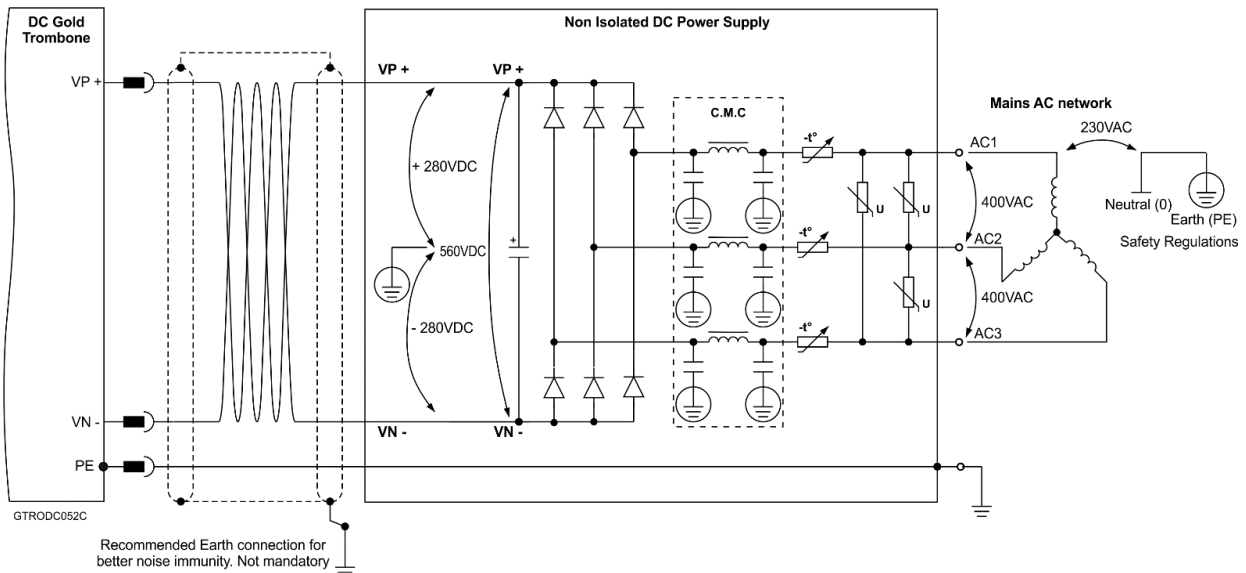 DC Gold
Trombone
Non Isolated DC Power Supply
VP +
VP +
VP +
Mains AC network
C.M.C
230VAC
-t°
AC1
+ 280VDC
U
U
400VAC
Neutral (0)
Earth (PE)
Safety Regulations
-t°
AC2
560VDC
U
400VAC
- 280VDC
-t°
AC3
VN -
VN -
VN -
PE
GTRODC052C
Recommended Earth connection for
better noise immunity. Not mandatory